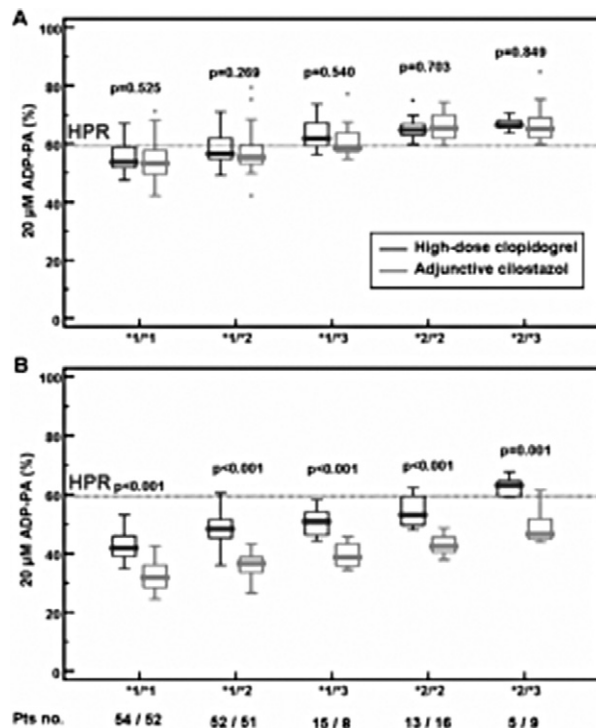 A
100
80
60
40
20
0
20 μM ADP-PA (%)
HPR
p=0.525
p=0.269
p=0.540
p=0.703
p=0.849
High-dose clopidogrel
Adjunctive cilostazol
*1/*1
*1/*2
*1/*3
*2/*2
*2/*3
B
100
80
60
40
20
0
20 μM ADP-PA (%)
HPR
p<0.001
p<0.001
p<0.001
p<0.001
p=0.001
*1/*1
*1/*2
*1/*3
*2/*2
*2/*3
Pts no. 54 / 52 52 / 51 15 / 8 13 / 16 5 / 9